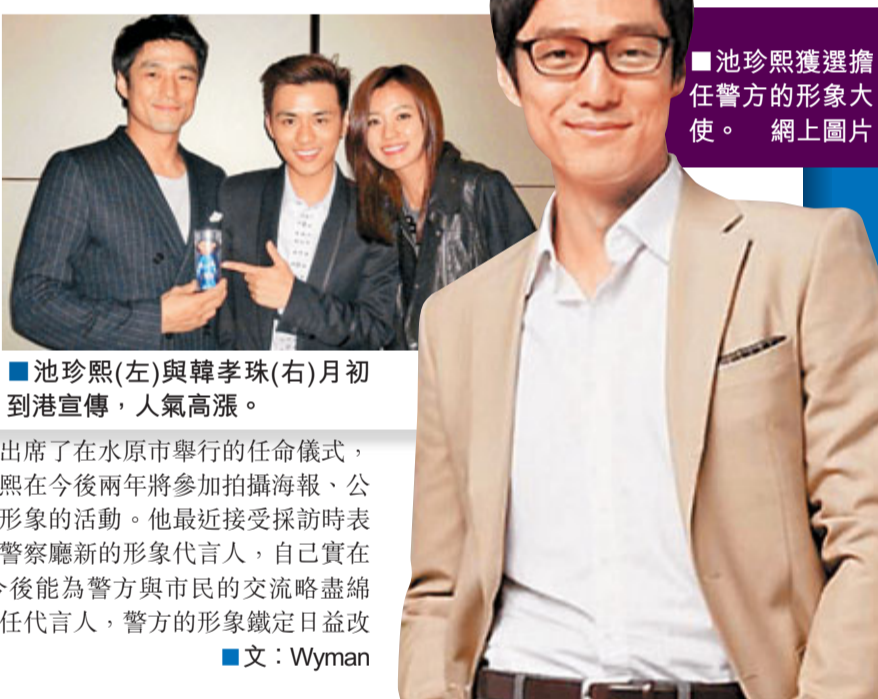 ■池珍熙獲選擔
任警方的形象大
使。 網上圖片
■池珍熙(左)與韓孝珠(右)月初
到港宣傳，人氣高漲。
出席了在水原市舉行的任命儀式，
熙在今後兩年將參加拍攝海報、公
形象的活動。他最近接受採訪時表
警察廳新的形象代言人，自己實在
今後能為警方與市民的交流略盡綿
任代言人，警方的形象鐵定日益改
■文：Wyman